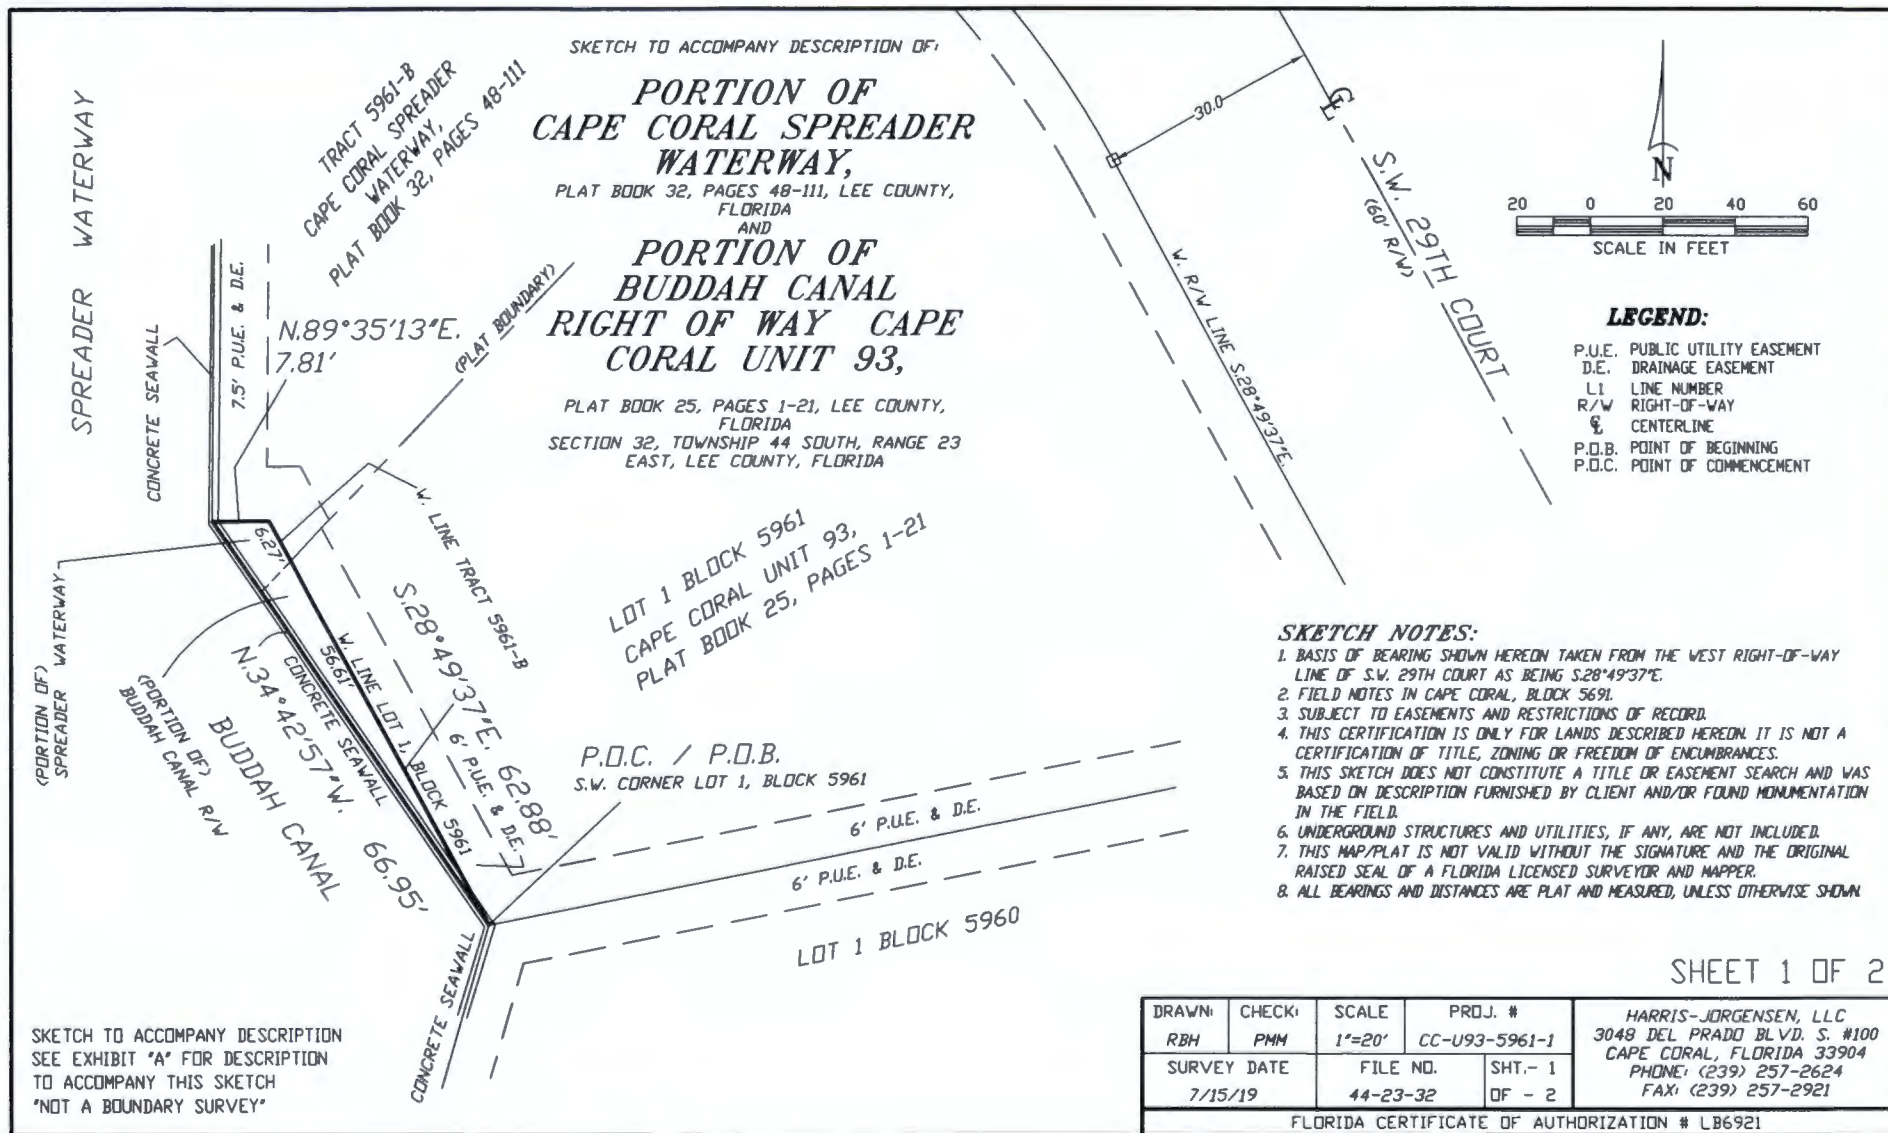 SKETCH TO ACCOMPANY DESCRIPTION OF:
PORTION OF
CAPE CORAL SPREADER
WATERWAY,
PLAT BOOK 32, PAGES 48-111, LEE COUNTY,
FLORIDA
AND
PORTION OF
BUDDAH CANAL
RIGHT OF WAY CAPE
CORAL UNIT 93,
PLAT BOOK 25, PAGES 1-21, LEE COUNTY,
FLORIDA
SECTION 32, TOWNSHIP 44 SOUTH, RANGE 23
EAST, LEE COUNTY, FLORIDA
SPREADER WATERWAY
TRACT 5961-B
CAPE CORAL SPREADER
WATERWAY,
PLAT BOOK 32, PAGES 48-111
CONCRETE SEAWALL
7.5' P.U.E. & D.E.
N.89°35'13"E.
7.81'
(PLAT BOUNDARY)
W. LINE TRACT 5961-B
6.27'
(PORTION OF)
SPREADER WATERWAY
(PORTION OF)
BUDDAH CANAL R/W
W. LINE LOT 1, BLOCK 5961
56.61'
CONCRETE SEAWALL
N.34°42'57"W. 66.95'
BUDDAH CANAL
S.28°49'37"E. 62.88'
6' P.U.E. & D.E.
LOT 1 BLOCK 5961
CAPE CORAL UNIT 93,
PLAT BOOK 25, PAGES 1-21
P.O.C. / P.O.B.
S.W. CORNER LOT 1, BLOCK 5961
6' P.U.E. & D.E.
6' P.U.E. & D.E.
LOT 1 BLOCK 5960
CONCRETE SEAWALL
30.0
CL
S.W. 29TH COURT
(60' R/W)
W. R/W LINE S.28°49'37"E.
N
20 0 20 40 60
SCALE IN FEET
LEGEND:
P.U.E. PUBLIC UTILITY EASEMENT
D.E. DRAINAGE EASEMENT
L1 LINE NUMBER
R/W RIGHT-OF-WAY
℄ CENTERLINE
P.O.B. POINT OF BEGINNING
P.O.C. POINT OF COMMENCEMENT
SKETCH NOTES:
1. BASIS OF BEARING SHOWN HEREON TAKEN FROM THE WEST RIGHT-OF-WAY
LINE OF S.W. 29TH COURT AS BEING S.28°49'37"E.
2. FIELD NOTES IN CAPE CORAL, BLOCK 5691.
3. SUBJECT TO EASEMENTS AND RESTRICTIONS OF RECORD.
4. THIS CERTIFICATION IS ONLY FOR LANDS DESCRIBED HEREON. IT IS NOT A
CERTIFICATION OF TITLE, ZONING OR FREEDOM OF ENCUMBRANCES.
5. THIS SKETCH DOES NOT CONSTITUTE A TITLE OR EASEMENT SEARCH AND WAS
BASED ON DESCRIPTION FURNISHED BY CLIENT AND/OR FOUND MONUMENTATION
IN THE FIELD.
6. UNDERGROUND STRUCTURES AND UTILITIES, IF ANY, ARE NOT INCLUDED.
7. THIS MAP/PLAT IS NOT VALID WITHOUT THE SIGNATURE AND THE ORIGINAL
RAISED SEAL OF A FLORIDA LICENSED SURVEYOR AND MAPPER.
8. ALL BEARINGS AND DISTANCES ARE PLAT AND MEASURED, UNLESS OTHERWISE SHOWN
SHEET 1 OF 2
SKETCH TO ACCOMPANY DESCRIPTION
SEE EXHIBIT "A" FOR DESCRIPTION
TO ACCOMPANY THIS SKETCH
"NOT A BOUNDARY SURVEY"
DRAWN: CHECK: SCALE PROJ. #
RBH PMM 1"=20' CC-U93-5961-1
SURVEY DATE FILE NO. SHT.- 1
7/15/19 44-23-32 OF - 2
HARRIS-JORGENSEN, LLC
3048 DEL PRADO BLVD. S. #100
CAPE CORAL, FLORIDA 33904
PHONE: (239) 257-2624
FAX: (239) 257-2921
FLORIDA CERTIFICATE OF AUTHORIZATION # LB6921